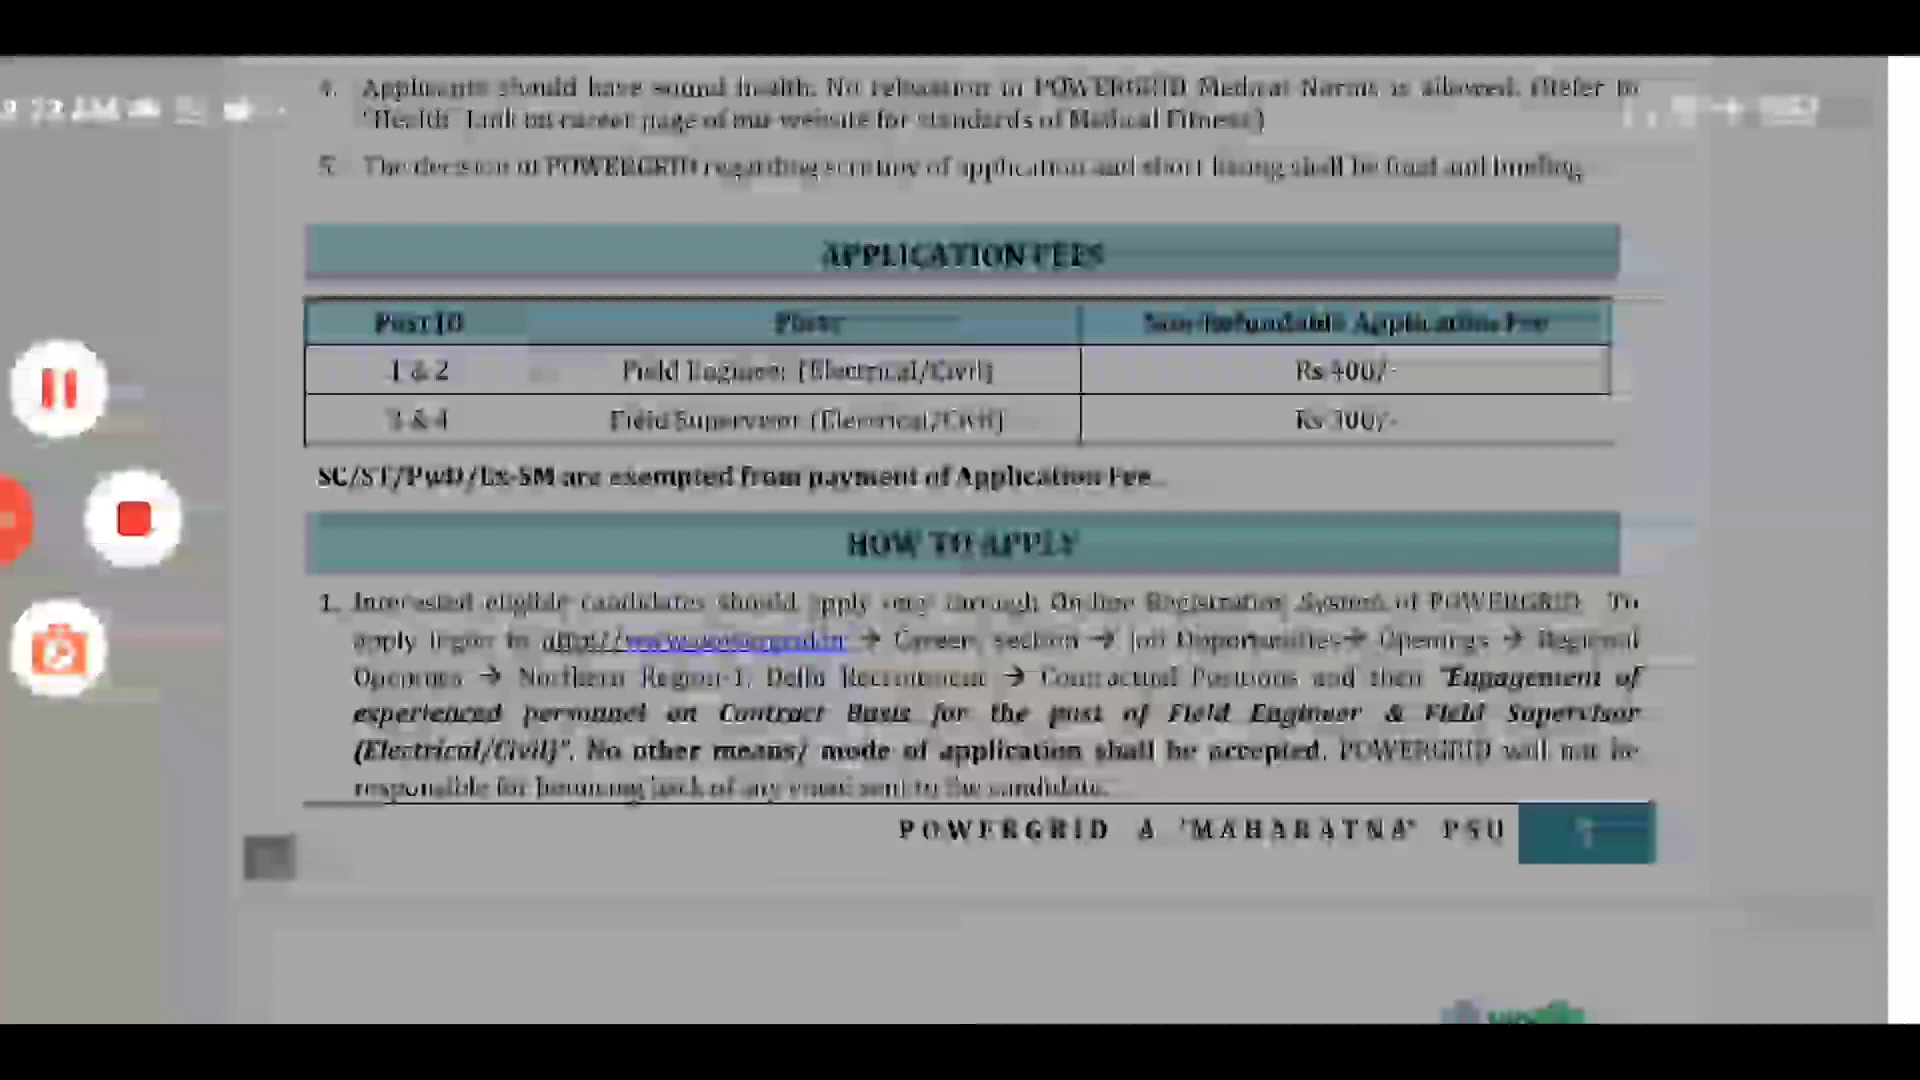 4. Applicants should have sound health. No relaxation in POWERGRID Medical Norms is allowed. (Refer to
"Health" Link on career page of our website for standards of Medical Fitness)
5. The decision of POWERGRID regarding scrutiny of application and short listing shall be final and binding
APPLICATION FEES
Post ID Posts Non-Refundable Application Fee
1 & 2 Field Engineer (Electrical/Civil) Rs 400/-
3 & 4 Field Supervisor (Electrical/Civil) Rs 300/-
SC/ST/PwD/Ex-SM are exempted from payment of Application Fee.
HOW TO APPLY
1. Interested eligible candidates should apply only through On-line Registration System of POWERGRID. To
apply logon to → Careers section → Job Opportunities → Openings → Regional
Openings → Northern Region-1, Delhi Recruitment → Contractual Positions and then "Engagement of
experienced personnel on Contract Basis for the post of Field Engineer & Field Supervisor
(Electrical/Civil)". No other means/ mode of application shall be accepted. POWERGRID will not be
responsible for bouncing back of any email sent to the candidate.
POWERGRID A "MAHARATNA" PSU